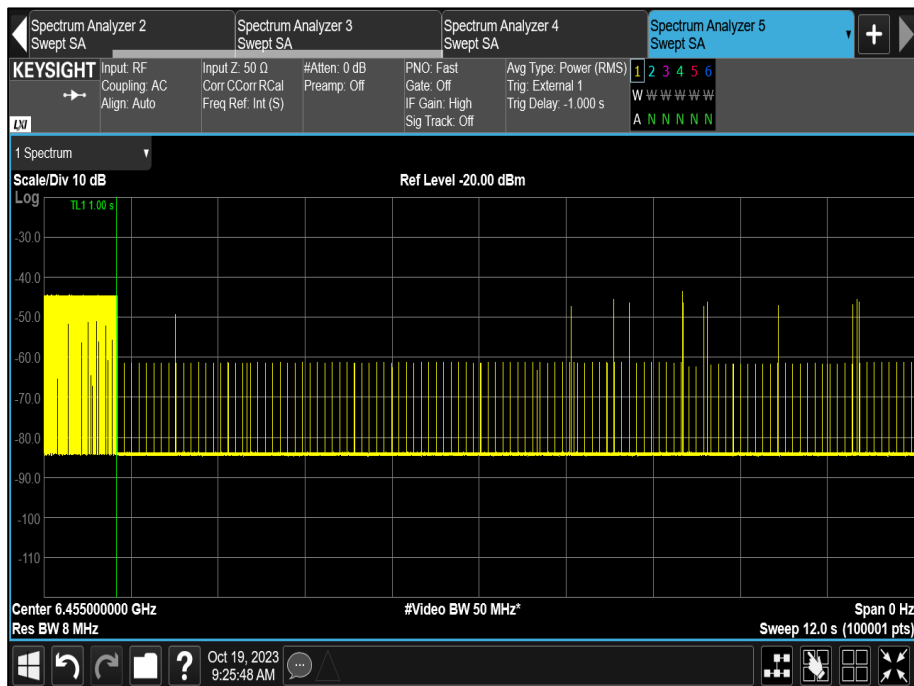 Spectrum Analyzer 2
Swept SA
Spectrum Analyzer 3
Swept SA
Spectrum Analyzer 4
Swept SA
Spectrum Analyzer 5
Swept SA
+
KEYSIGHT
LXI
Input: RF
Coupling: AC
Align: Auto
Input Z: 50 Ω
Corr CCorr RCal
Freq Ref: Int (S)
#Atten: 0 dB
Preamp: Off
PNO: Fast
Gate: Off
IF Gain: High
Sig Track: Off
Avg Type: Power (RMS)
Trig: External 1
Trig Delay: -1.000 s
1 2 3 4 5 6
W W W W W W
A N N N N N
1 Spectrum
Scale/Div 10 dB
Ref Level -20.00 dBm
Log
TL1 1.00 s
-30.0
-40.0
-50.0
-60.0
-70.0
-80.0
-90.0
-100
-110
Center 6.455000000 GHz
#Video BW 50 MHz*
Span 0 Hz
Res BW 8 MHz
Sweep 12.0 s (100001 pts)
?
Oct 19, 2023
9:25:48 AM